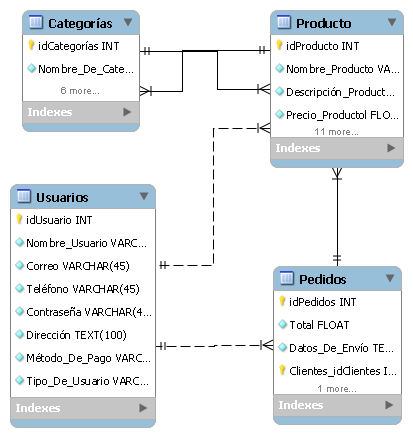 Categorías
idCategorías INT
Nombre_De_Cate...
6 more...
Indexes
Producto
idProducto INT
Nombre_Producto VA...
Descripción_Product...
Precio_Productol FLO...
11 more...
Indexes
Usuarios
idUsuario INT
Nombre_Usuario VARC...
Correo VARCHAR(45)
Teléfono VARCHAR(45)
Contraseña VARCHAR(4...
Dirección TEXT(100)
Método_De_Pago VARC...
Tipo_De_Usuario VARC...
Indexes
Pedidos
idPedidos INT
Total FLOAT
Datos_De_Envío TE...
Clientes_idClientes I...
1 more...
Indexes